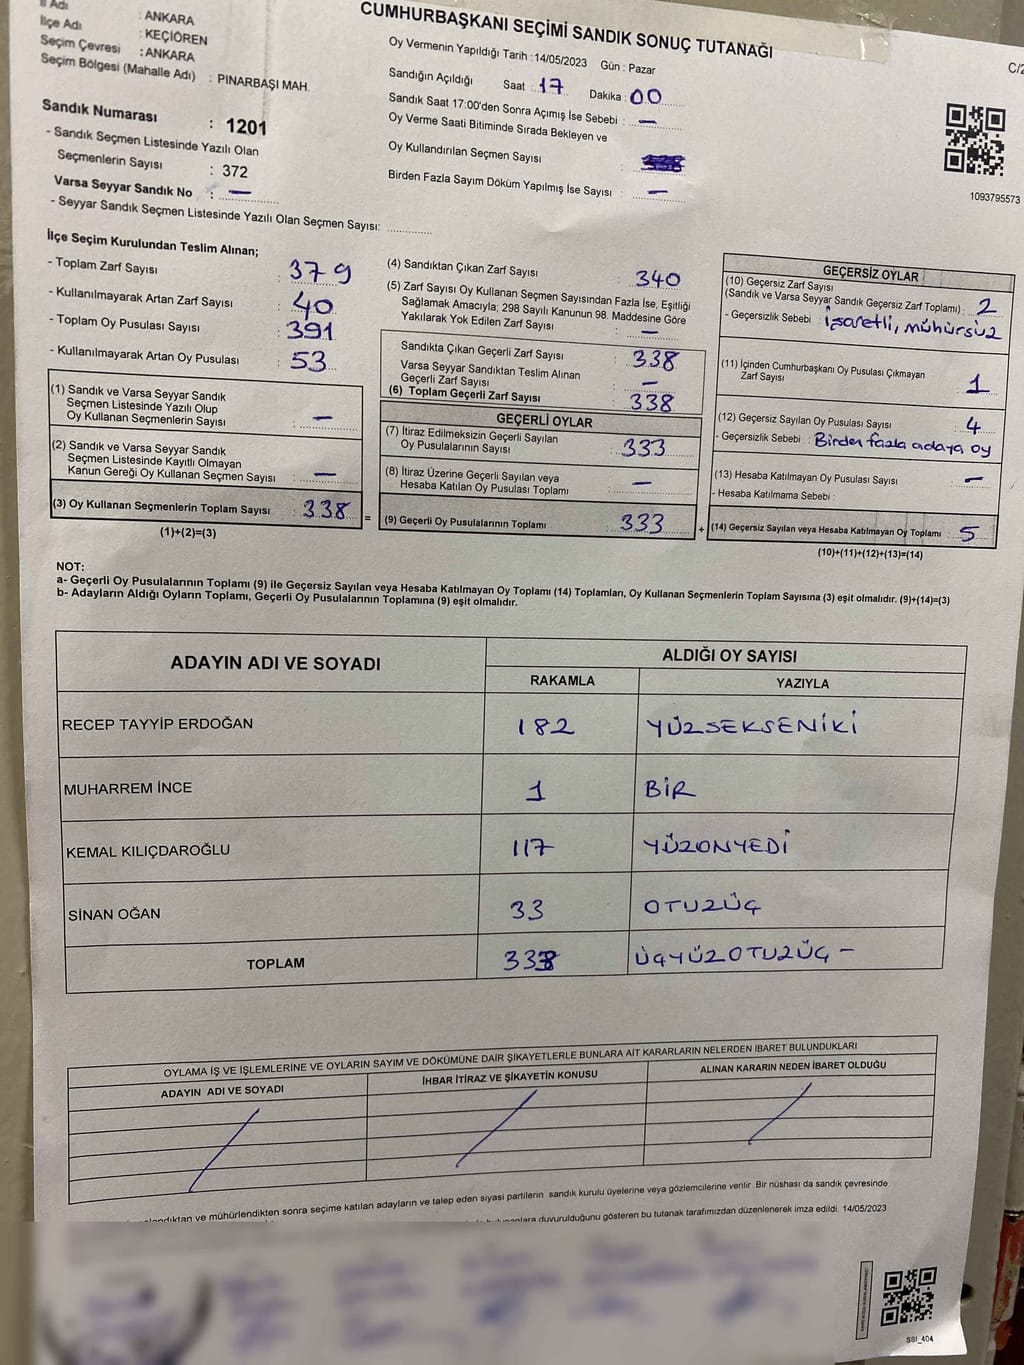 İl Adı : ANKARA
İlçe Adı : KEÇİÖREN
Seçim Çevresi : ANKARA
Seçim Bölgesi (Mahalle Adı) : PINARBAŞI MAH.
CUMHURBAŞKANI SEÇİMİ SANDIK SONUÇ TUTANAĞI
Oy Vermenin Yapıldığı Tarih :14/05/2023 Gün : Pazar
C/2
Sandık Numarası : 1201
- Sandık Seçmen Listesinde Yazılı Olan
Seçmenlerin Sayısı : 372
Varsa Seyyar Sandık No : —
- Seyyar Sandık Seçmen Listesinde Yazılı Olan Seçmen Sayısı: ............
Sandığın Açıldığı Saat : 17 Dakika : 00
Sandık Saat 17:00'den Sonra Açımış İse Sebebi : —
Oy Verme Saati Bitiminde Sırada Bekleyen ve
Oy Kullandırılan Seçmen Sayısı :
Birden Fazla Sayım Döküm Yapılmış İse Sayısı : —
1093795573
İlçe Seçim Kurulundan Teslim Alınan;
- Toplam Zarf Sayısı : 379
- Kullanılmayarak Artan Zarf Sayısı : 40
- Toplam Oy Pusulası Sayısı : 391
- Kullanılmayarak Artan Oy Pusulası : 53
(1) Sandık ve Varsa Seyyar Sandık
Seçmen Listesinde Yazılı Olup
Oy Kullanan Seçmenlerin Sayısı : —
(2) Sandık ve Varsa Seyyar Sandık
Seçmen Listesinde Kayıtlı Olmayan
Kanun Gereği Oy Kullanan Seçmen Sayısı : —
(3) Oy Kullanan Seçmenlerin Toplam Sayısı : 338
(1)+(2)=(3)
(4) Sandıktan Çıkan Zarf Sayısı : 340
(5) Zarf Sayısı Oy Kullanan Seçmen Sayısından Fazla İse, Eşitliği
Sağlamak Amacıyla; 298 Sayılı Kanunun 98. Maddesine Göre
Yakılarak Yok Edilen Zarf Sayısı : —
Sandıkta Çıkan Geçerli Zarf Sayısı : 338
Varsa Seyyar Sandıktan Teslim Alınan
Geçerli Zarf Sayısı : —
(6) Toplam Geçerli Zarf Sayısı : 338
GEÇERLİ OYLAR
(7) İtiraz Edilmeksizin Geçerli Sayılan
Oy Pusulalarının Sayısı : 333
(8) İtiraz Üzerine Geçerli Sayılan veya
Hesaba Katılan Oy Pusulası Toplamı : —
= (9) Geçerli Oy Pusulalarının Toplamı : 333
GEÇERSİZ OYLAR
(10) Geçersiz Zarf Sayısı
(Sandık ve Varsa Seyyar Sandık Geçersiz Zarf Toplamı) : 2
- Geçersizlik Sebebi : işaretli, mühürsüz
(11) İçinden Cumhurbaşkanı Oy Pusulası Çıkmayan
Zarf Sayısı : 1
(12) Geçersiz Sayılan Oy Pusulası Sayısı : 4
- Geçersizlik Sebebi : Birden fazla adaya oy
(13) Hesaba Katılmayan Oy Pusulası Sayısı : —
- Hesaba Katılmama Sebebi :
+ (14) Geçersiz Sayılan veya Hesaba Katılmayan Oy Toplamı : 5
(10)+(11)+(12)+(13)=(14)
NOT:
a- Geçerli Oy Pusulalarının Toplamı (9) ile Geçersiz Sayılan veya Hesaba Katılmayan Oy Toplamı (14) Toplamları, Oy Kullanan Seçmenlerin Toplam Sayısına (3) eşit olmalıdır. (9)+(14)=(3)
b- Adayların Aldığı Oyların Toplamı, Geçerli Oy Pusulalarının Toplamına (9) eşit olmalıdır.
ADAYIN ADI VE SOYADI ALDIĞI OY SAYISI
RAKAMLA YAZIYLA
RECEP TAYYİP ERDOĞAN 182 YÜZSEKSENİKİ
MUHARREM İNCE 1 BİR
KEMAL KILIÇDAROĞLU 117 YÜZONYEDİ
SİNAN OĞAN 33 OTUZÜÇ
TOPLAM 333 ÜÇYÜZOTUZÜÇ –
OYLAMA İŞ VE İŞLEMLERİNE VE OYLARIN SAYIM VE DÖKÜMÜNE DAİR ŞİKAYETLERLE BUNLARA AİT KARARLARIN NELERDEN İBARET BULUNDUKLARI
ADAYIN ADI VE SOYADI İHBAR İTİRAZ VE ŞİKAYETİN KONUSU ALINAN KARARIN NEDEN İBARET OLDUĞU
ve mühürlendikten sonra seçime katılan adayların ve talep eden siyasi partilerin sandık kurulu üyelerine veya gözlemcilerine verilir. Bir nüshası da sandık çevresinde
duyurulduğunu gösteren bu tutanak tarafımızdan düzenlenerek imza edildi. 14/05/2023
SSI_404